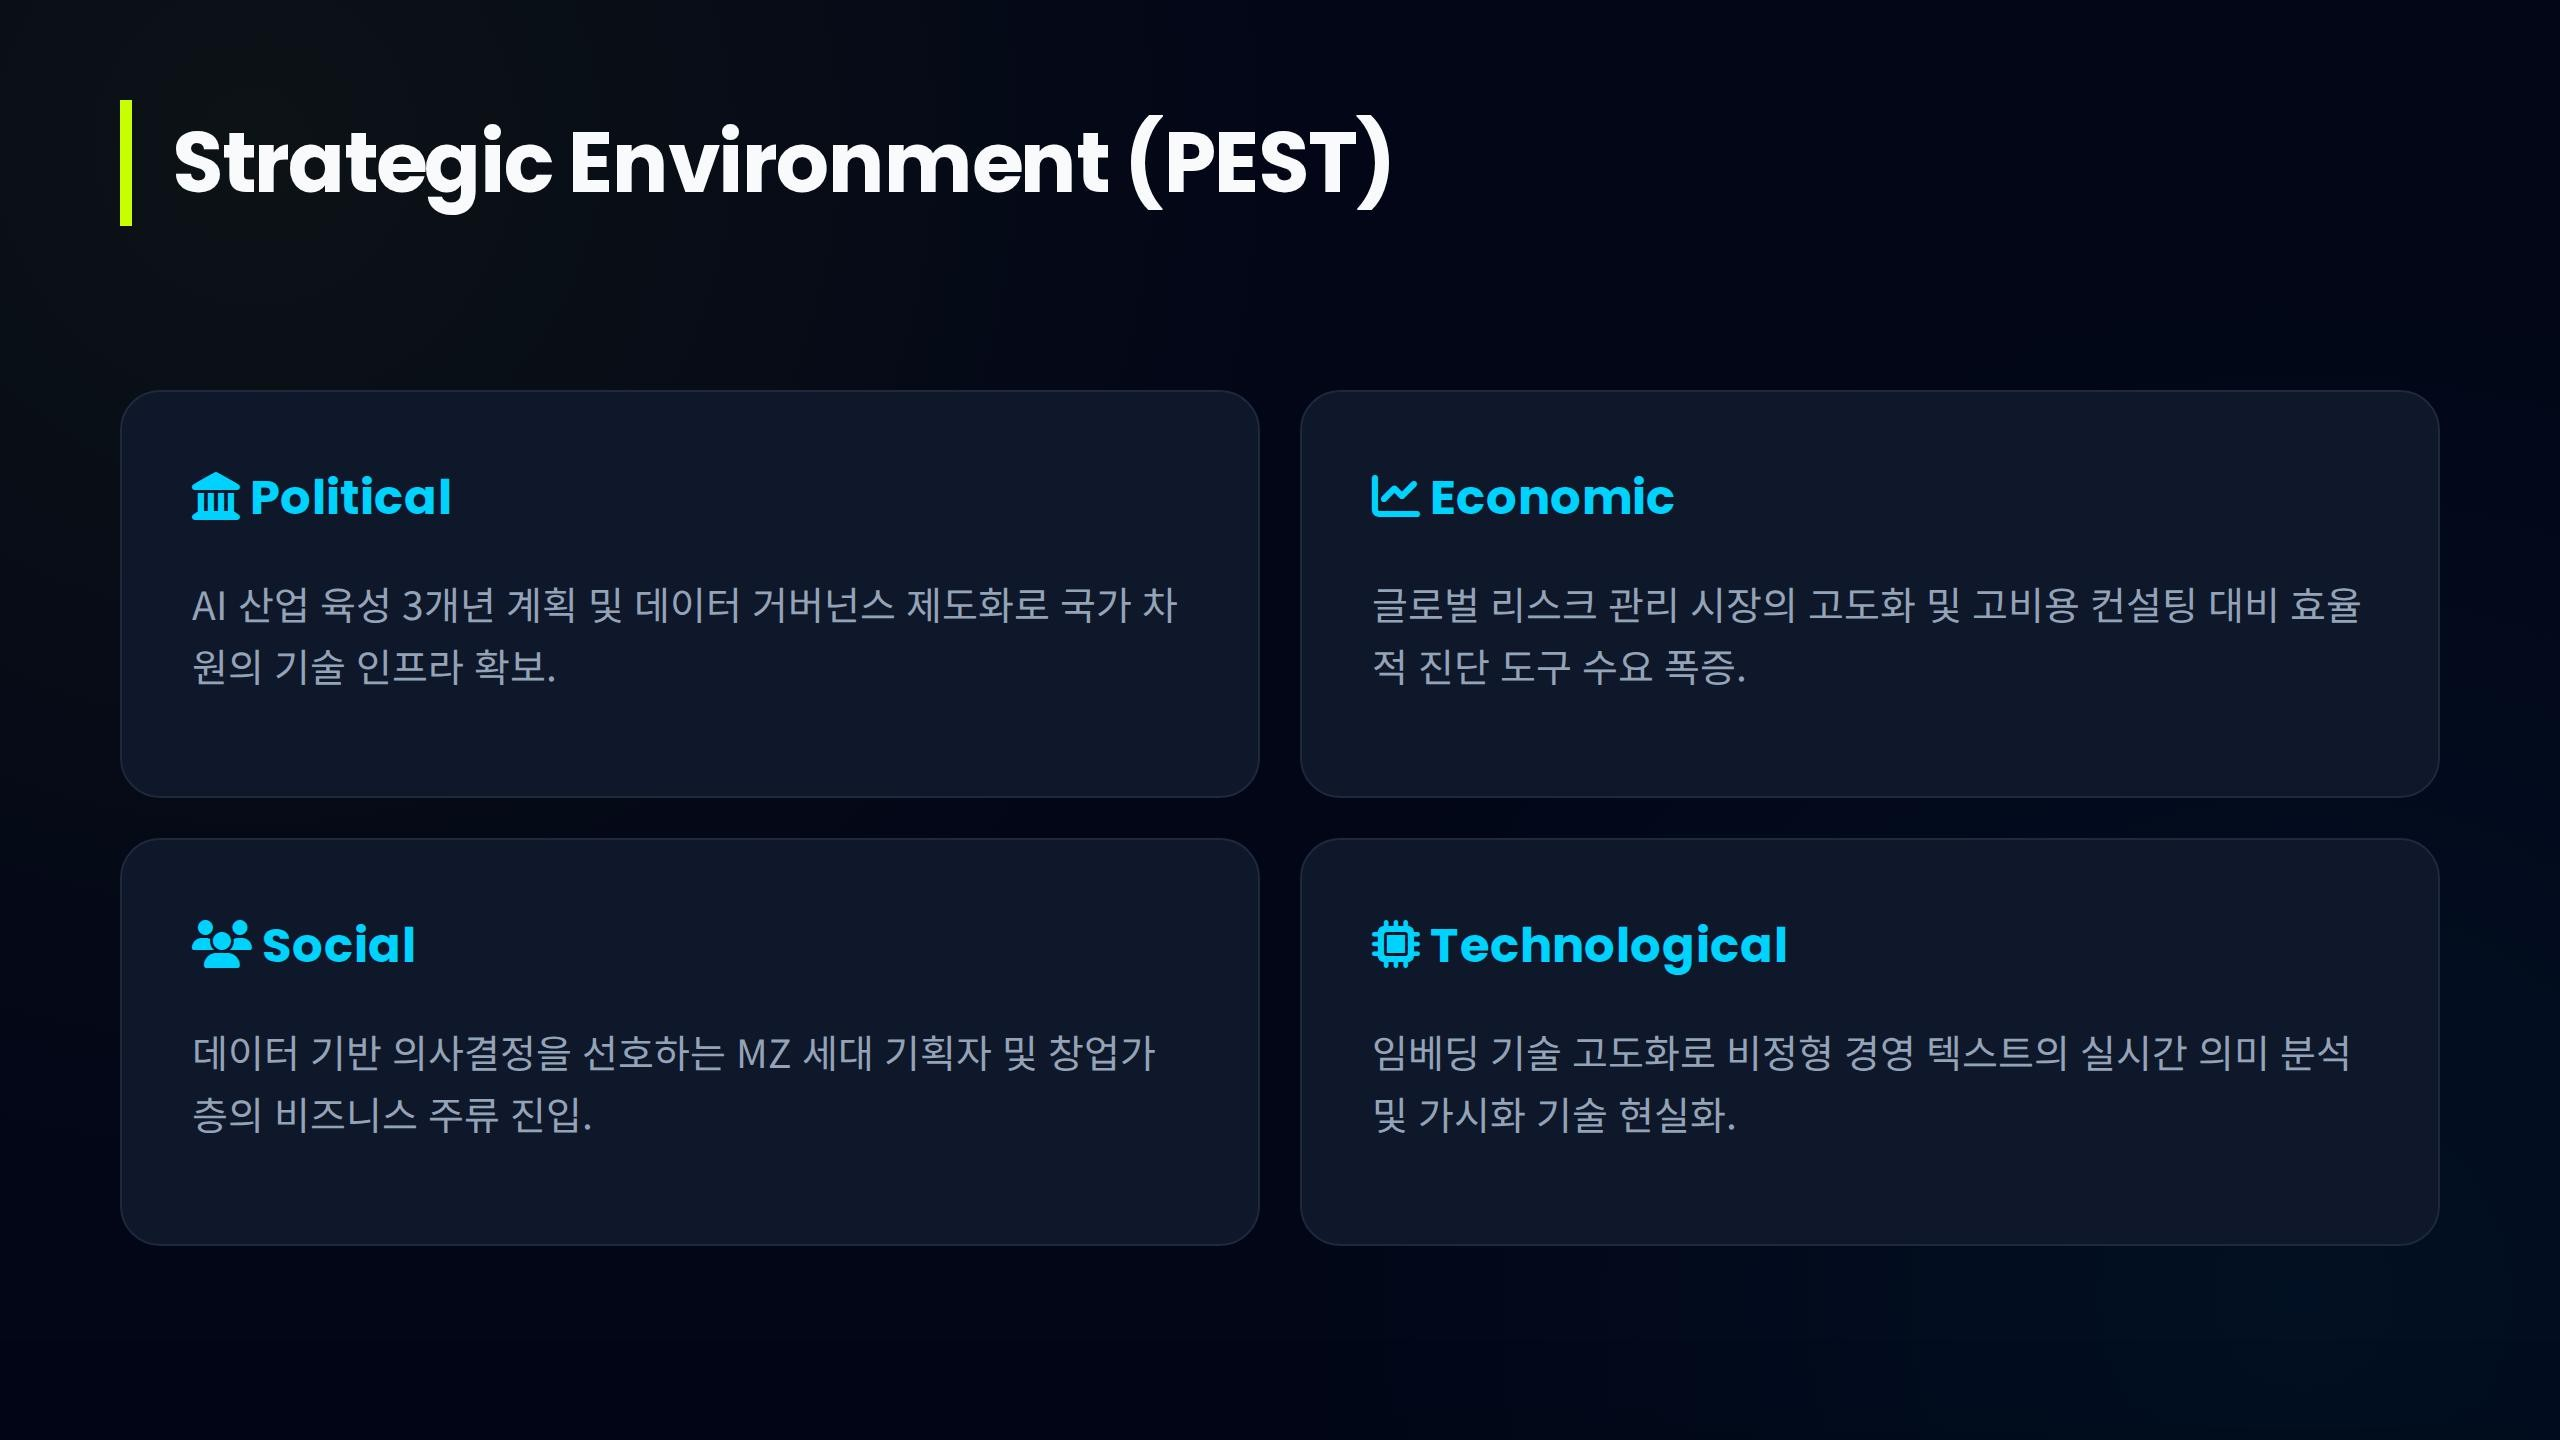 Strategic Environment (PEST)
Political
AI 산업 육성 3개년 계획 및 데이터 거버넌스 제도화로 국가 차
원의 기술 인프라 확보.
Economic
글로벌 리스크 관리 시장의 고도화 및 고비용 컨설팅 대비 효율
적 진단 도구 수요 폭증.
Social
데이터 기반 의사결정을 선호하는 MZ 세대 기획자 및 창업가
층의 비즈니스 주류 진입.
Technological
임베딩 기술 고도화로 비정형 경영 텍스트의 실시간 의미 분석
및 가시화 기술 현실화.